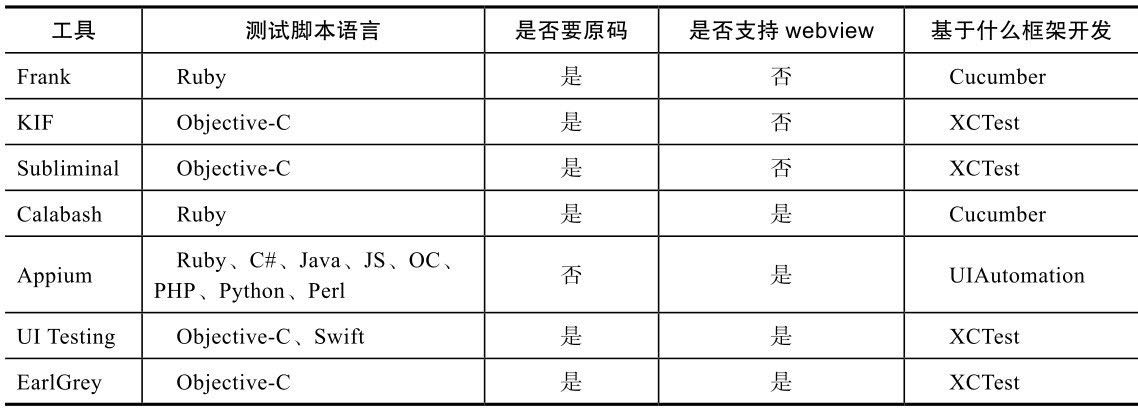 工具 测试脚本语言 是否要原码 是否支持 webview 基于什么框架开发
Frank Ruby 是 否 Cucumber
KIF Objective-C 是 否 XCTest
Subliminal Objective-C 是 否 XCTest
Calabash Ruby 是 是 Cucumber
Appium Ruby、C#、Java、JS、OC、
PHP、Python、Perl 否 是 UIAutomation
UI Testing Objective-C、Swift 是 是 XCTest
EarlGrey Objective-C 是 是 XCTest